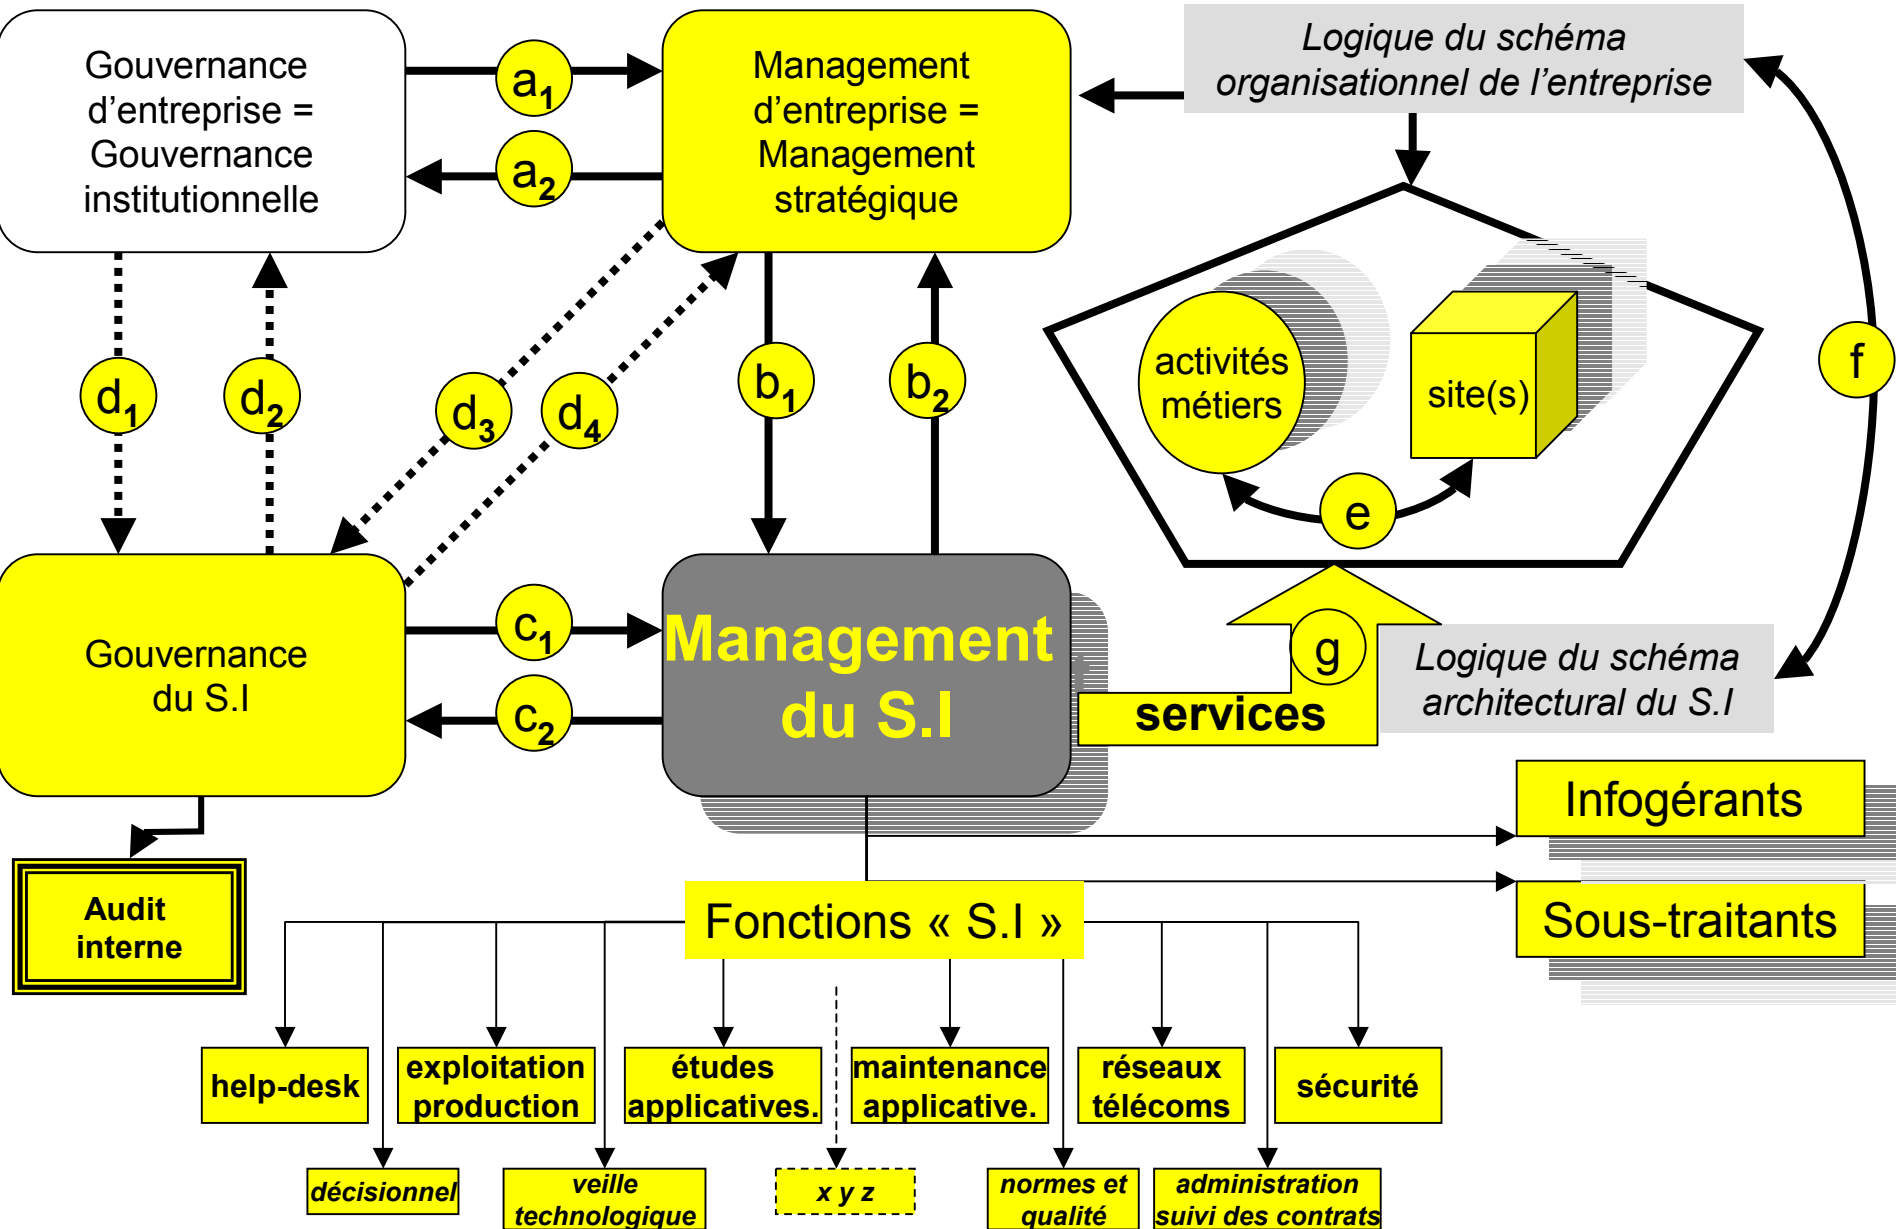 Gouvernance
d’entreprise =
Gouvernance
institutionnelle
a1
a2
Management
d’entreprise =
Management
stratégique
Logique du schéma
organisationnel de l’entreprise
d1
d2
d3
d4
b1
b2
activités
métiers
site(s)
e
f
Gouvernance
du S.I
c1
c2
Management
du S.I
g
services
Logique du schéma
architectural du S.I
Infogérants
Sous-traitants
Audit
interne
Fonctions « S.I »
help-desk
exploitation
production
études
applicatives.
maintenance
applicative.
réseaux
télécoms
sécurité
décisionnel
veille
technologique
x y z
normes et
qualité
administration
suivi des contrats